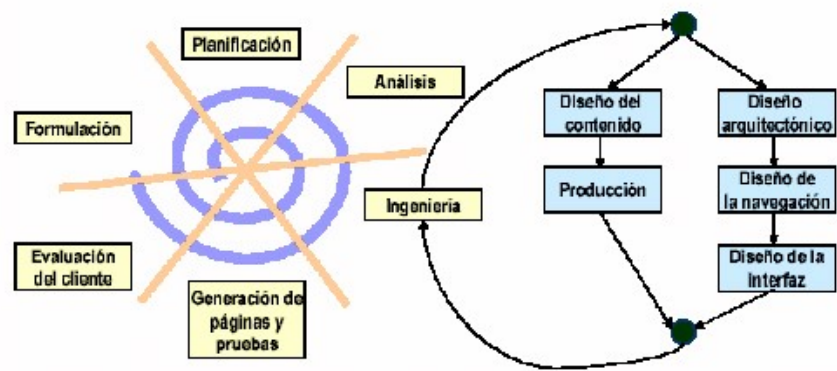 Planificación
Análisis
Formulación
Ingeniería
Evaluación
del cliente
Generación de
páginas y
pruebas
Diseño del
contenido
Producción
Diseño
arquitectónico
Diseño de
la navegación
Diseño de la
Interfaz